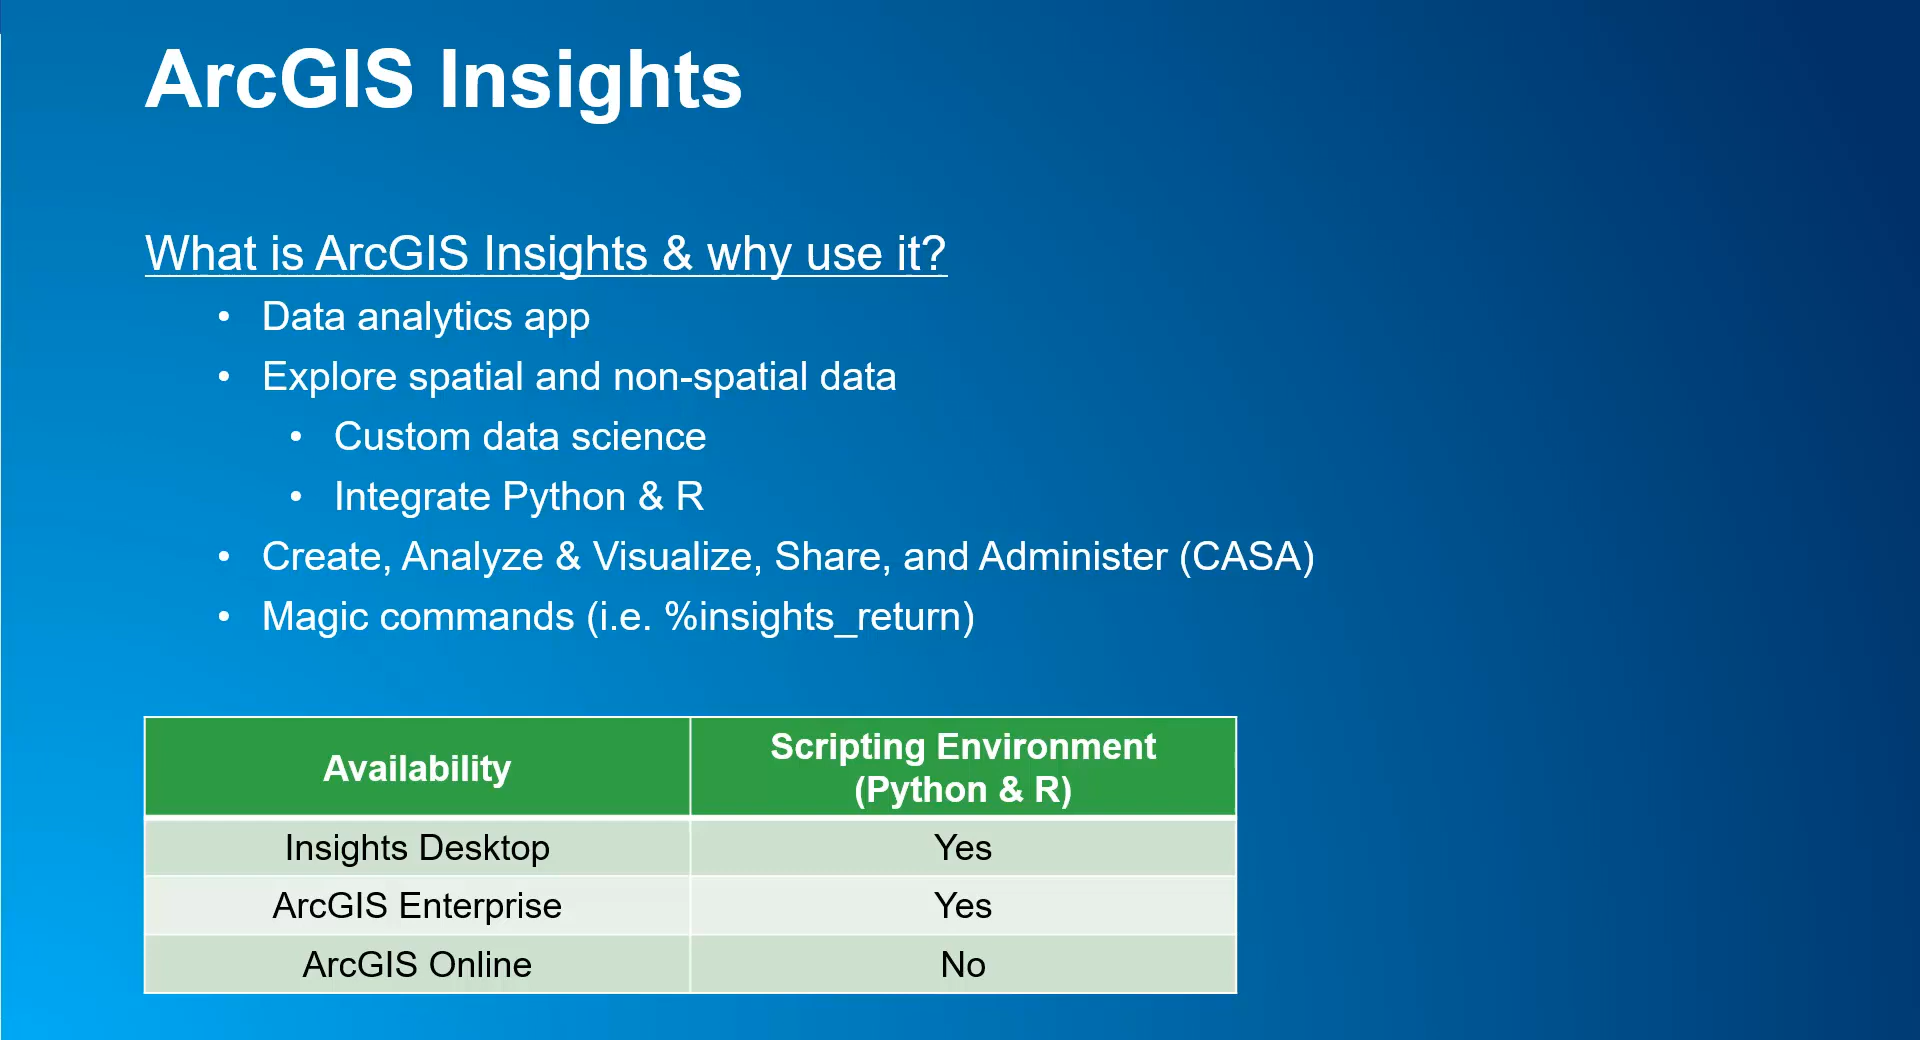 ArcGIS Insights
What is ArcGIS Insights & why use it?
• Data analytics app
• Explore spatial and non-spatial data
• Custom data science
• Integrate Python & R
• Create, Analyze & Visualize, Share, and Administer (CASA)
• Magic commands (i.e. %insights_return)
Availability
Scripting Environment
(Python & R)
Insights Desktop Yes
ArcGIS Enterprise Yes
ArcGIS Online No